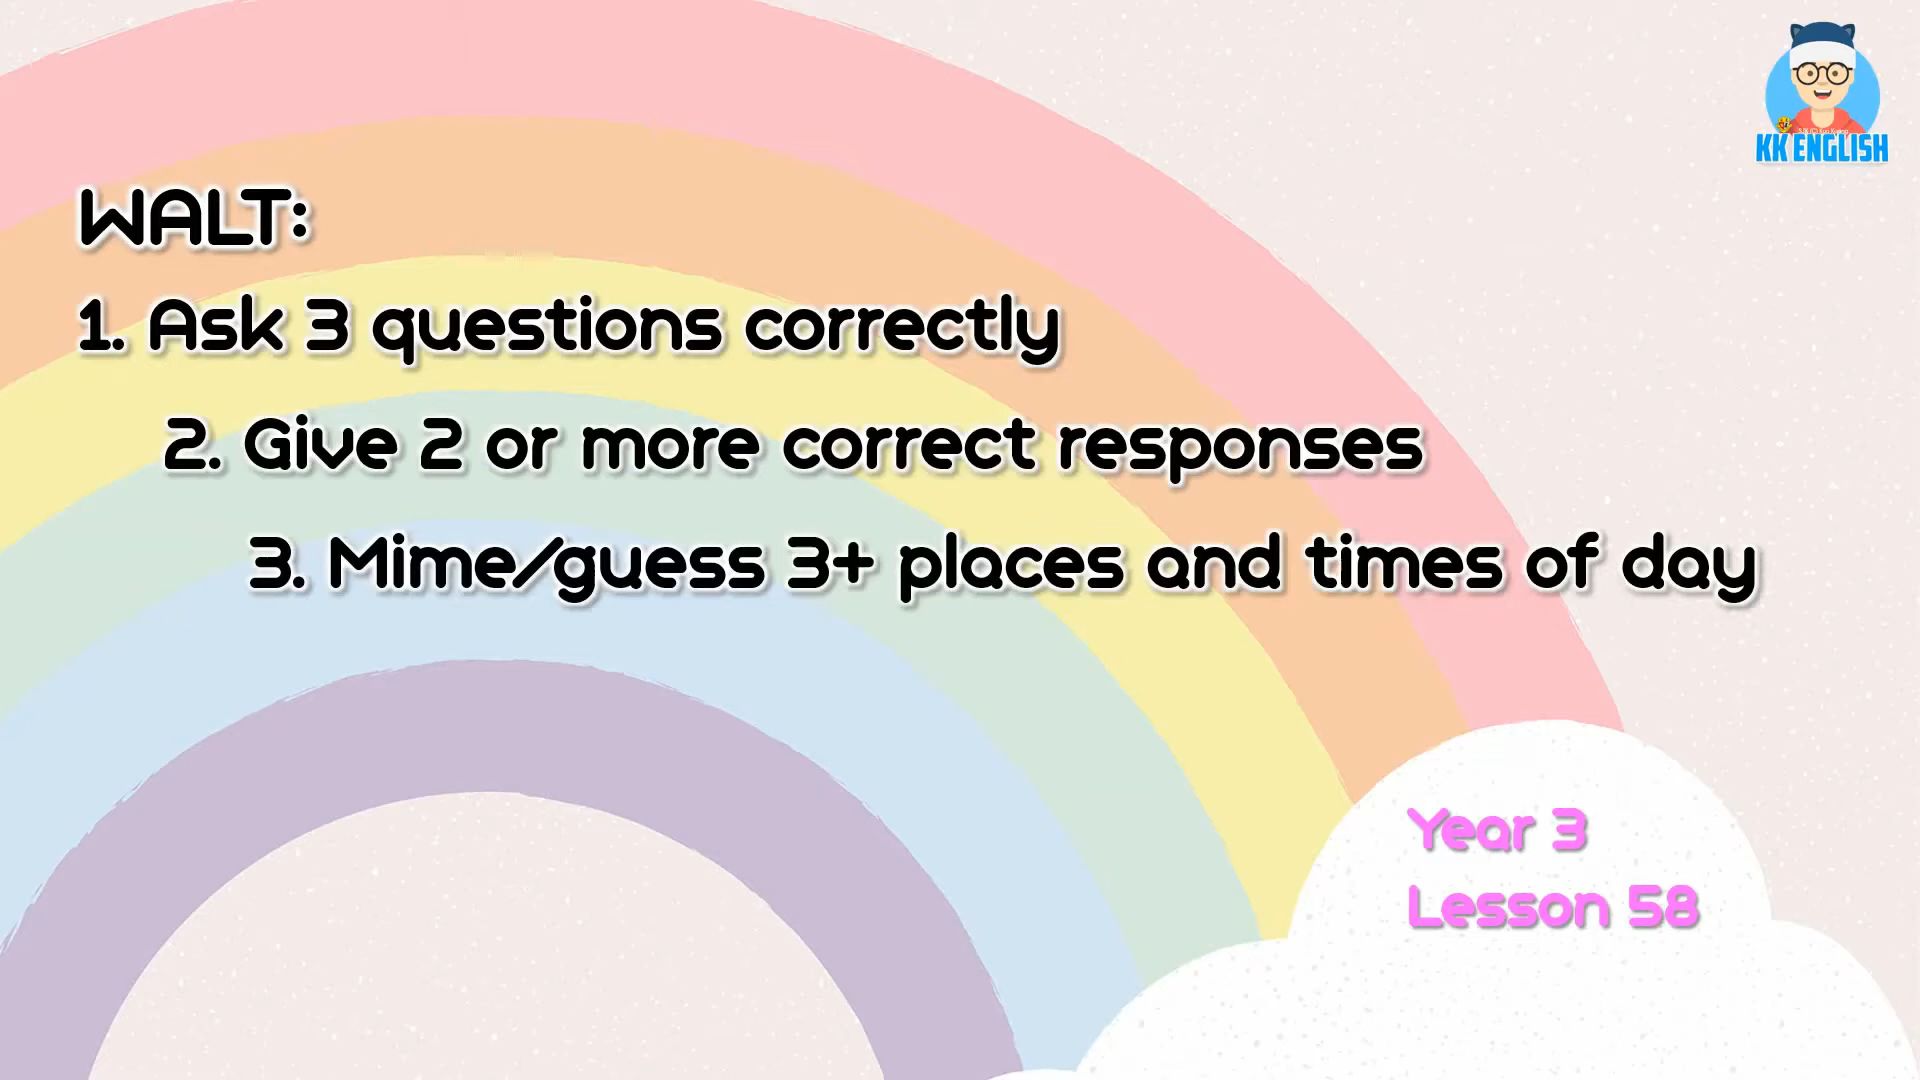 KK ENGLISH
WALT:
1. Ask 3 questions correctly
2. Give 2 or more correct responses
3. Mime/guess 3+ places and times of day
Year 3
Lesson 58